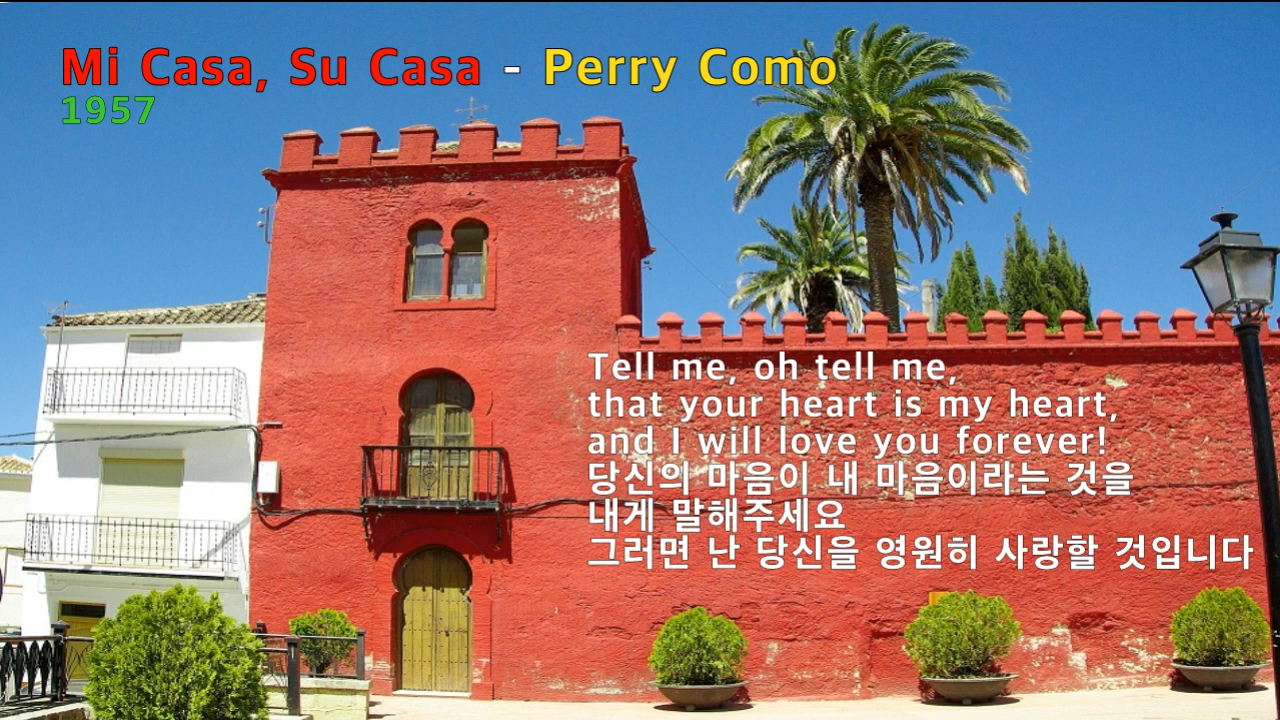 Mi Casa, Su Casa - Perry Como
1957
Tell me, oh tell me,
that your heart is my heart,
and I will love you forever!
당신의 마음이 내 마음이라는 것을
내게 말해주세요
그러면 난 당신을 영원히 사랑할 것입니다